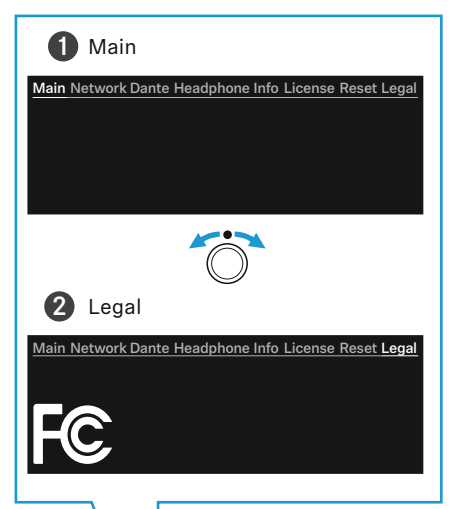 1 Main
Main Network Dante Headphone Info License Reset Legal
2 Legal
Main Network Dante Headphone Info License Reset Legal
FC